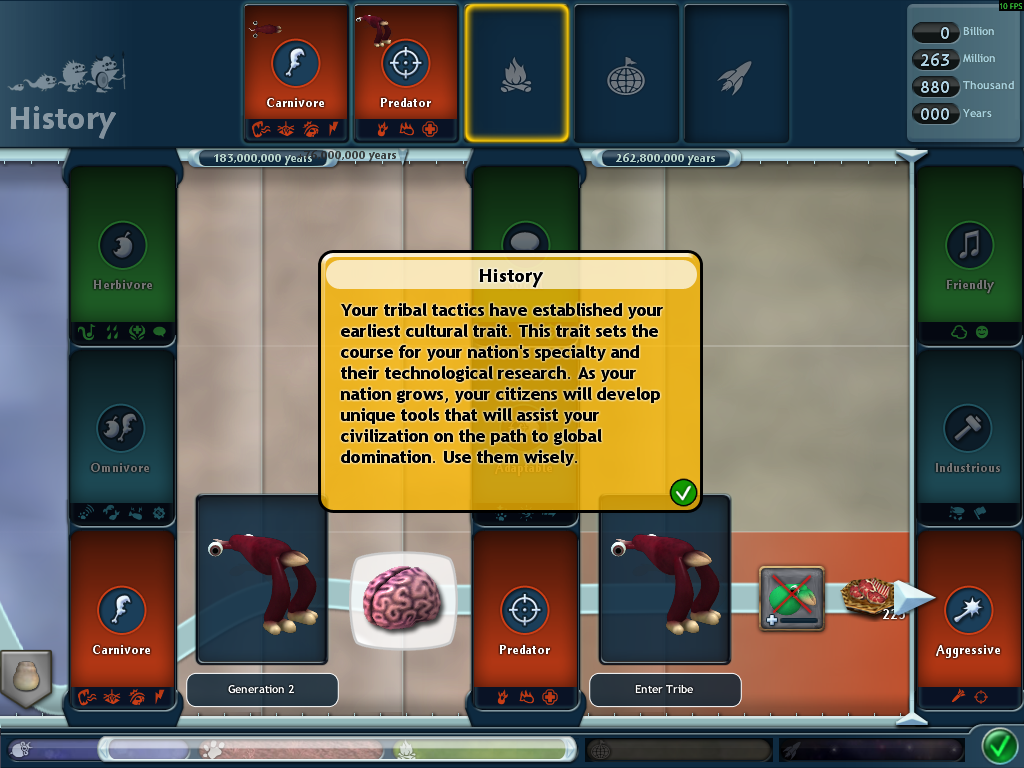 10 FPS
History
Carnivore
Predator
0 Billion
263 Million
880 Thousand
000 Years
183,000,000 years
262,800,000 years
Herbivore
Friendly
Omnivore
Adaptable
Industrious
History
Your tribal tactics have established your
earliest cultural trait. This trait sets the
course for your nation's specialty and
their technological research. As your
nation grows, your citizens will develop
unique tools that will assist your
civilization on the path to global
domination. Use them wisely.
Carnivore
Predator
Aggressive
Generation 2
Enter Tribe